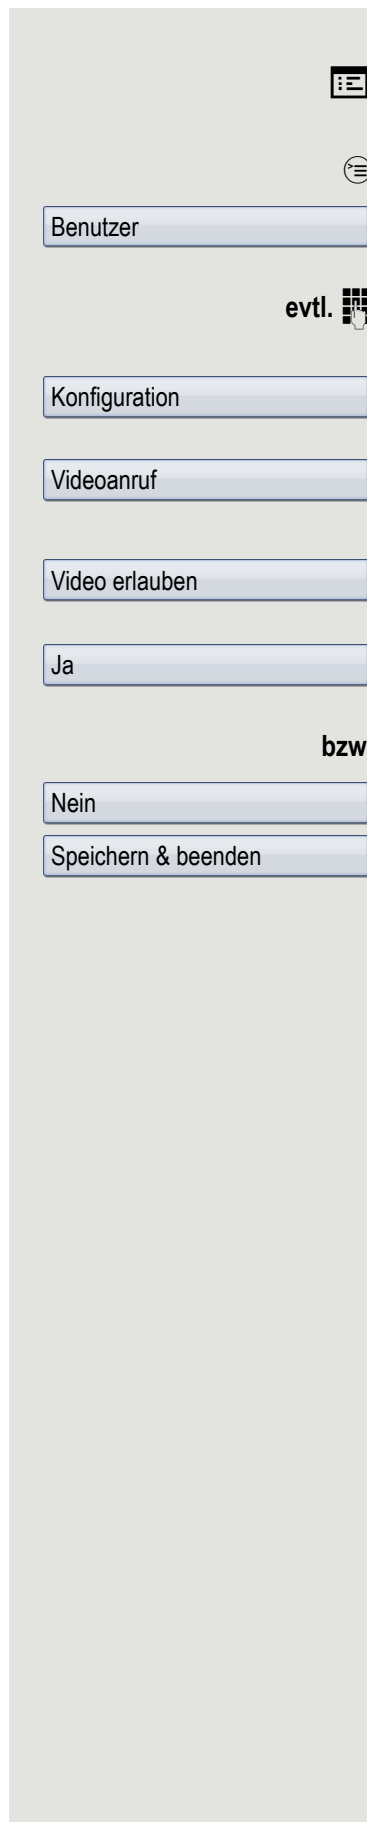 Benutzer
evtl.
Konfiguration
Videoanruf
Video erlauben
Ja
bzw
Nein
Speichern & beenden